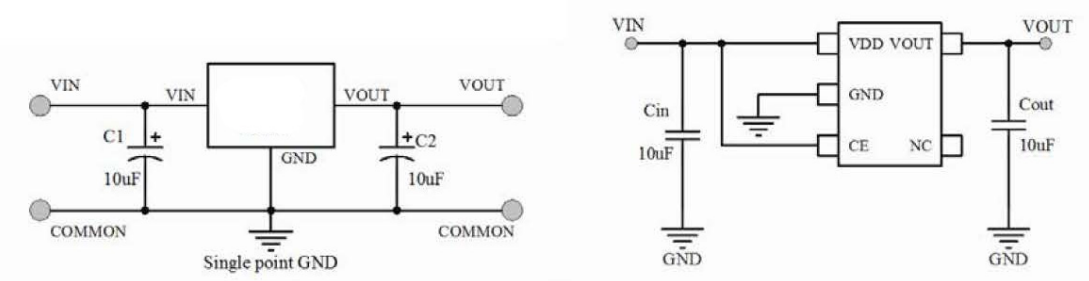 VIN
VIN
VOUT
VOUT
C1
+
+
C2
10uF
GND
10uF
COMMON
COMMON
Single point GND
VIN
VOUT
VDD VOUT
GND
Cin
10uF
CE
NC
Cout
10uF
GND
GND